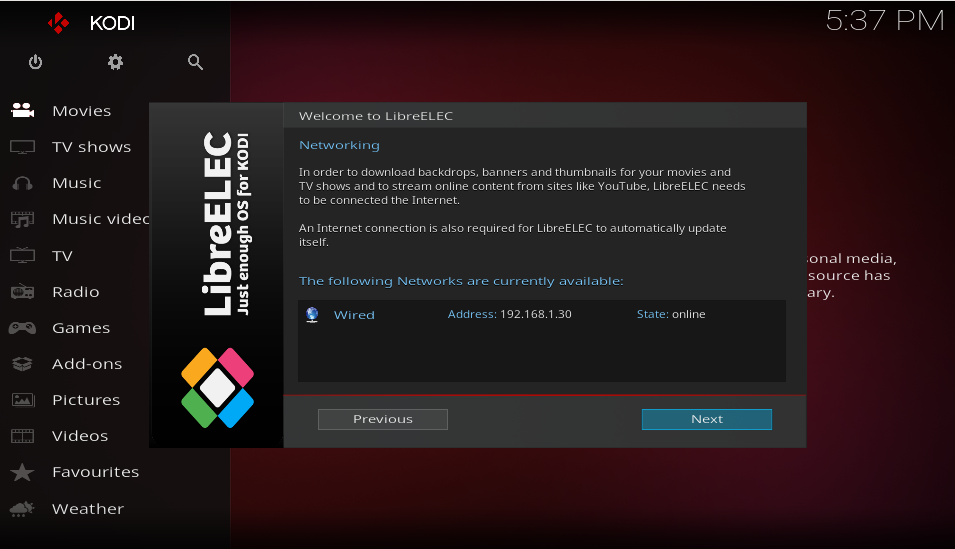 KODI
5:37 PM
Movies
TV shows
Music
Music videc
TV
Radio
Games
Add-ons
Pictures
Videos
Favourites
Weather
LibreELEC
Just enough OS for KODI
Welcome to LibreELEC
Networking
In order to download backdrops, banners and thumbnails for your movies and
TV shows and to stream online content from sites like YouTube, LibreELEC needs
to be connected the Internet.
An Internet connection is also required for LibreELEC to automatically update
itself.
The following Networks are currently available:
Wired Address: 192.168.1.30 State: online
Previous Next
sonal media,
source has
ary.